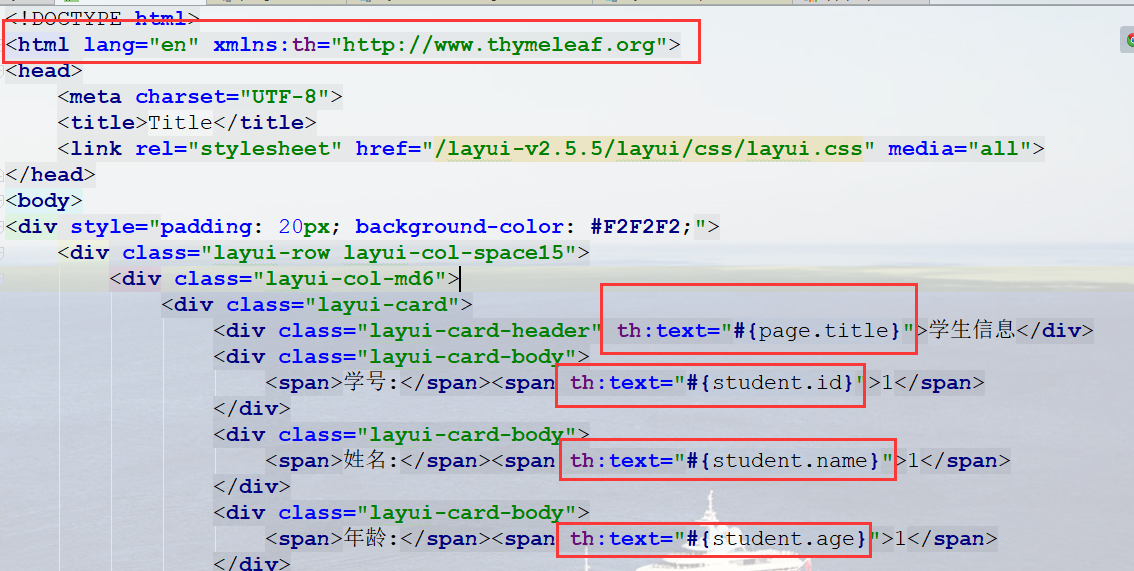 <!DOCTYPE html>
<html lang="en" xmlns:th="http://www.thymeleaf.org">
<head>
    <meta charset="UTF-8">
    <title>Title</title>
    <link rel="stylesheet" href="/layui-v2.5.5/layui/css/layui.css" media="all">
</head>
<body>
<div style="padding: 20px; background-color: #F2F2F2;">
    <div class="layui-row layui-col-space15">
        <div class="layui-col-md6">
            <div class="layui-card">
                <div class="layui-card-header" th:text="#{page.title}">学生信息</div>
                <div class="layui-card-body">
                    <span>学号:</span><span th:text="#{student.id}">1</span>
                </div>
                <div class="layui-card-body">
                    <span>姓名:</span><span th:text="#{student.name}">1</span>
                </div>
                <div class="layui-card-body">
                    <span>年龄:</span><span th:text="#{student.age}">1</span>
                </div>